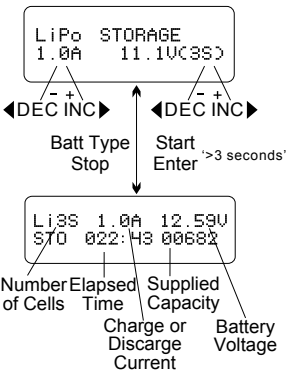 LiPo STORAGE
1.0A 11.1V(3S)
- + - +
◀DEC INC▶ ◀DEC INC▶
Batt Type Start
Stop Enter '>3 seconds'
Li3S 1.0A 12.59V
STO 022:43 00682
Number Elapsed Supplied
of Cells Time Capacity
Charge or Battery
Discarge Voltage
Current